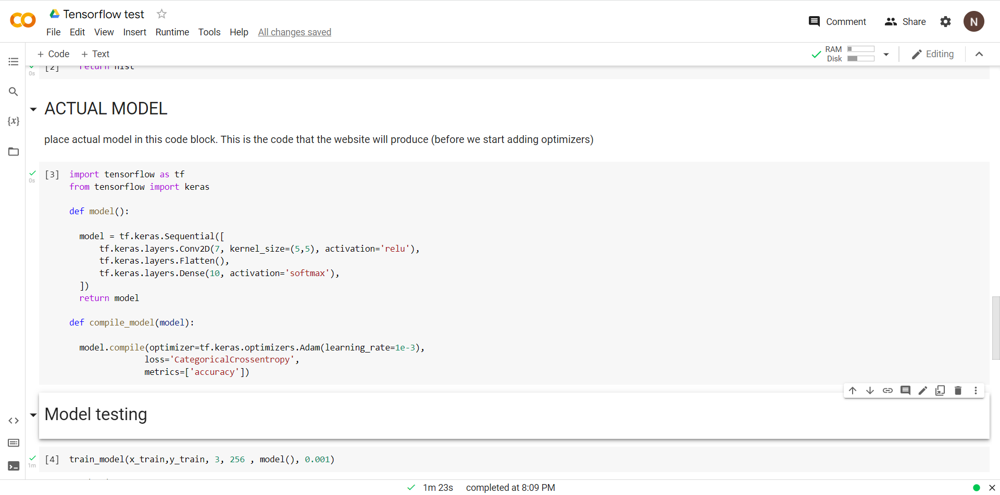 Tensorflow test
Comment
Share
N
File Edit View Insert Runtime Tools Help All changes saved
+ Code + Text
RAM
Disk
Editing
0s
[2] return hist
{x}
ACTUAL MODEL
place actual model in this code block. This is the code that the website will produce (before we start adding optimizers)
0s
[3] import tensorflow as tf
from tensorflow import keras
def model():
model = tf.keras.Sequential([
tf.keras.layers.Conv2D(7, kernel_size=(5,5), activation='relu'),
tf.keras.layers.Flatten(),
tf.keras.layers.Dense(10, activation='softmax'),
])
return model
def compile_model(model):
model.compile(optimizer=tf.keras.optimizers.Adam(learning_rate=1e-3),
loss='CategoricalCrossentropy',
metrics=['accuracy'])
Model testing
1m
[4] train_model(x_train,y_train, 3, 256 , model(), 0.001)
1m 23s completed at 8:09 PM